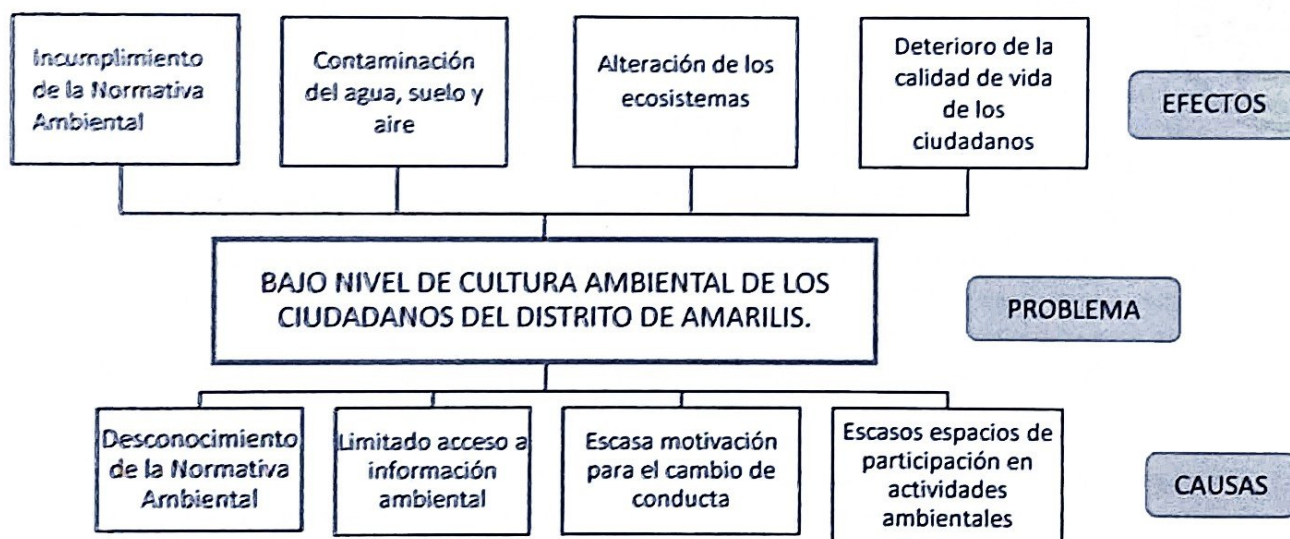 Incumplimiento
de la Normativa
Ambiental
Contaminación
del agua, suelo y
aire
Alteración de los
ecosistemas
Deterioro de la
calidad de vida
de los
ciudadanos
EFECTOS
BAJO NIVEL DE CULTURA AMBIENTAL DE LOS
CIUDADANOS DEL DISTRITO DE AMARILIS.
PROBLEMA
Desconocimiento
de la Normativa
Ambiental
Limitado acceso a
información
ambiental
Escasa motivación
para el cambio de
conducta
Escasos espacios de
participación en
actividades
ambientales
CAUSAS